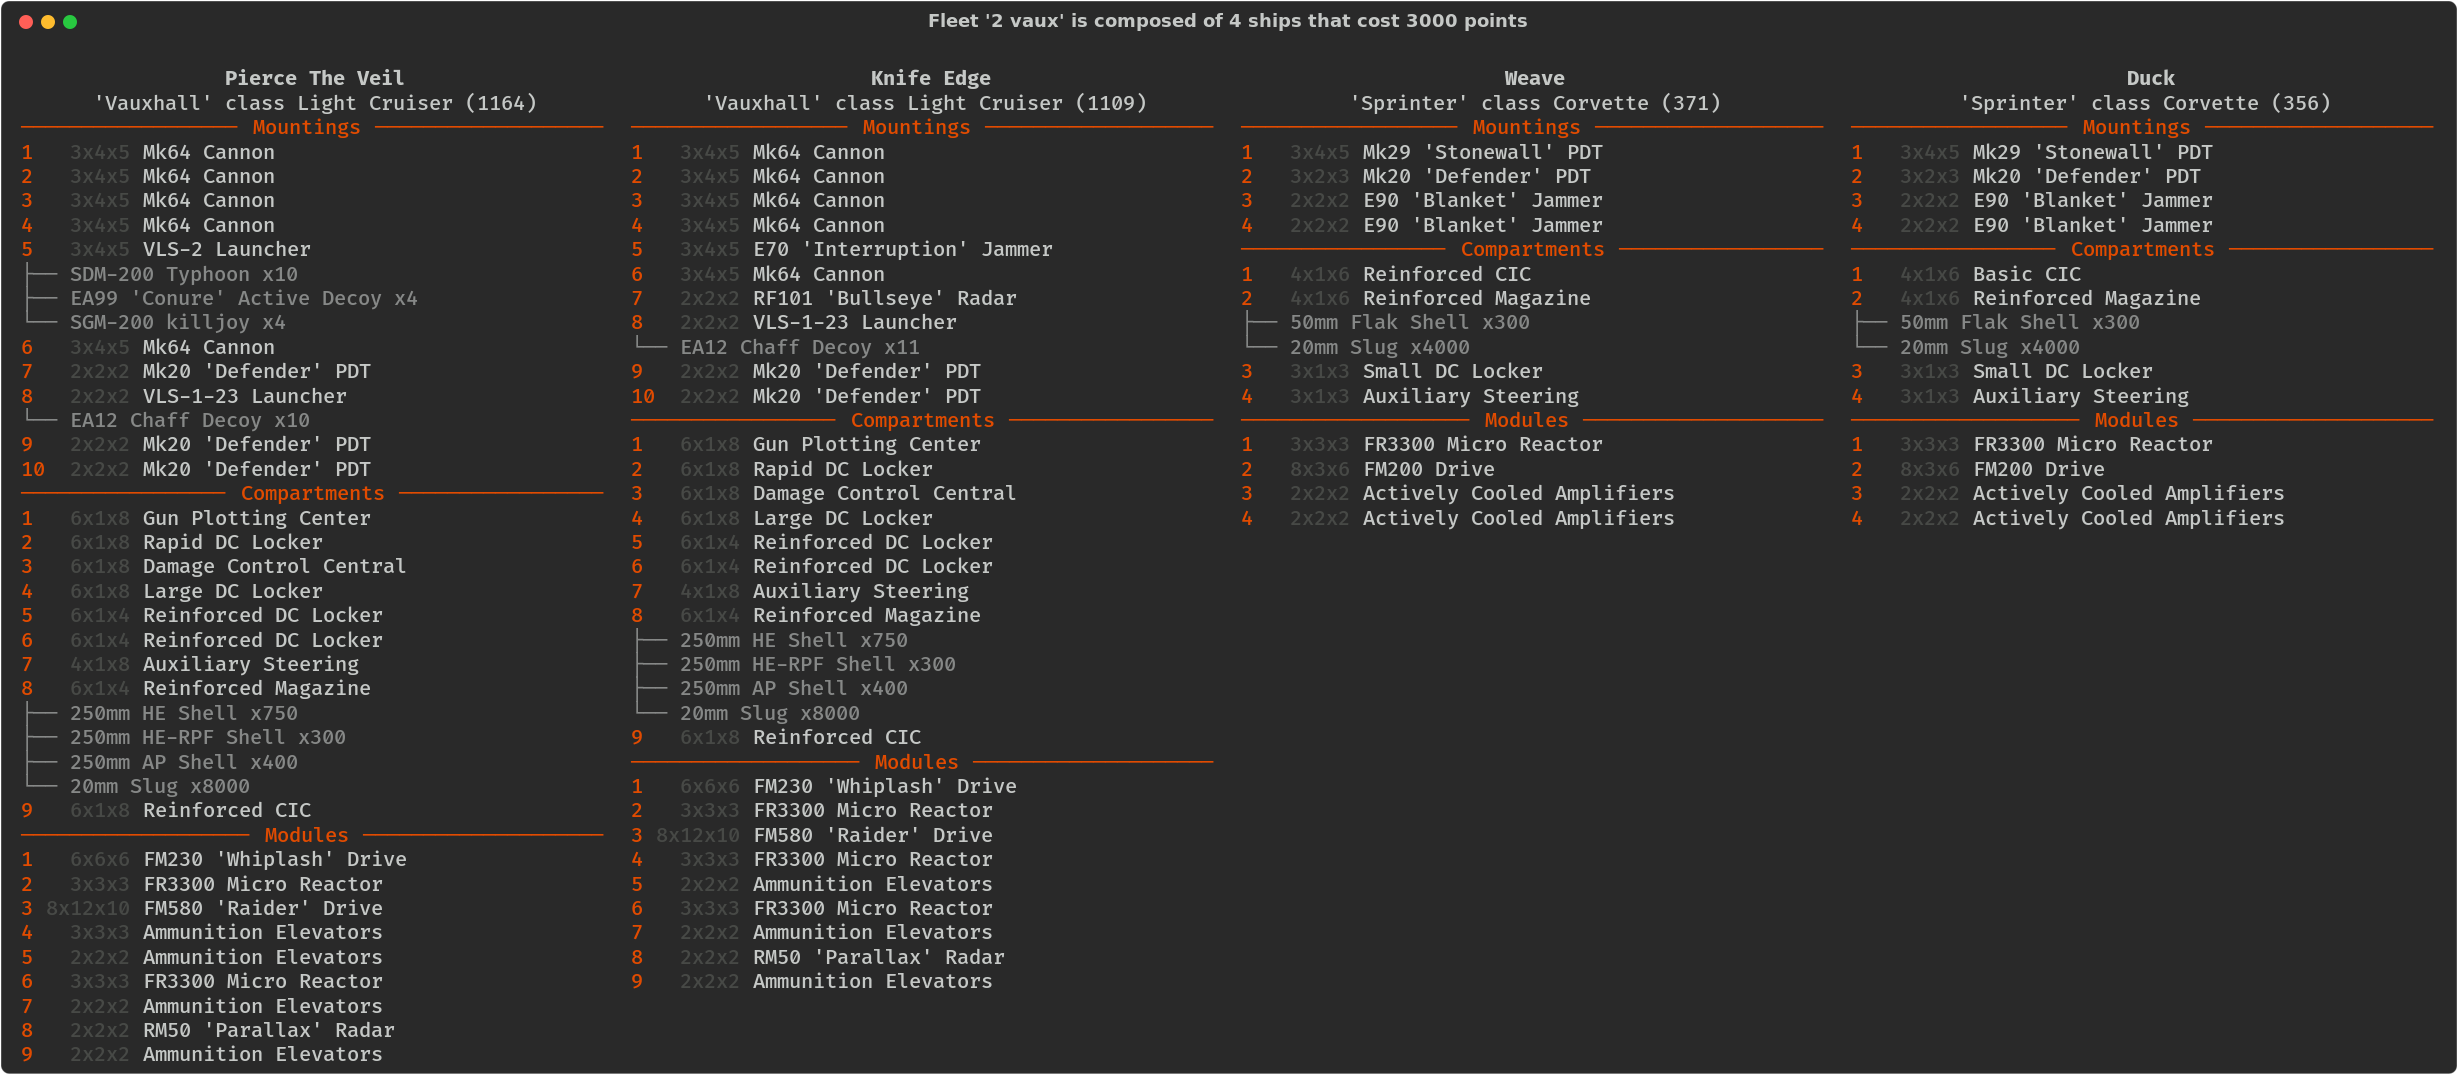 Fleet '2 vaux' is composed of 4 ships that cost 3000 points
Pierce The Veil
'Vauxhall' class Light Cruiser (1164)
Mountings
1 3x4x5 Mk64 Cannon
2 3x4x5 Mk64 Cannon
3 3x4x5 Mk64 Cannon
4 3x4x5 Mk64 Cannon
5 3x4x5 VLS-2 Launcher
SDM-200 Typhoon x10
EA99 'Conure' Active Decoy x4
SGM-200 killjoy x4
6 3x4x5 Mk64 Cannon
7 2x2x2 Mk20 'Defender' PDT
8 2x2x2 VLS-1-23 Launcher
EA12 Chaff Decoy x10
9 2x2x2 Mk20 'Defender' PDT
10 2x2x2 Mk20 'Defender' PDT
Compartments
1 6x1x8 Gun Plotting Center
2 6x1x8 Rapid DC Locker
3 6x1x8 Damage Control Central
4 6x1x8 Large DC Locker
5 6x1x4 Reinforced DC Locker
6 6x1x4 Reinforced DC Locker
7 4x1x8 Auxiliary Steering
8 6x1x4 Reinforced Magazine
250mm HE Shell x750
250mm HE-RPF Shell x300
250mm AP Shell x400
20mm Slug x8000
9 6x1x8 Reinforced CIC
Modules
1 6x6x6 FM230 'Whiplash' Drive
2 3x3x3 FR3300 Micro Reactor
3 8x12x10 FM580 'Raider' Drive
4 3x3x3 Ammunition Elevators
5 2x2x2 Ammunition Elevators
6 3x3x3 FR3300 Micro Reactor
7 2x2x2 Ammunition Elevators
8 2x2x2 RM50 'Parallax' Radar
9 2x2x2 Ammunition Elevators
Knife Edge
'Vauxhall' class Light Cruiser (1109)
Mountings
1 3x4x5 Mk64 Cannon
2 3x4x5 Mk64 Cannon
3 3x4x5 Mk64 Cannon
4 3x4x5 Mk64 Cannon
5 3x4x5 E70 'Interruption' Jammer
6 3x4x5 Mk64 Cannon
7 2x2x2 RF101 'Bullseye' Radar
8 2x2x2 VLS-1-23 Launcher
EA12 Chaff Decoy x11
9 2x2x2 Mk20 'Defender' PDT
10 2x2x2 Mk20 'Defender' PDT
Compartments
1 6x1x8 Gun Plotting Center
2 6x1x8 Rapid DC Locker
3 6x1x8 Damage Control Central
4 6x1x8 Large DC Locker
5 6x1x4 Reinforced DC Locker
6 6x1x4 Reinforced DC Locker
7 4x1x8 Auxiliary Steering
8 6x1x4 Reinforced Magazine
250mm HE Shell x750
250mm HE-RPF Shell x300
250mm AP Shell x400
20mm Slug x8000
9 6x1x8 Reinforced CIC
Modules
1 6x6x6 FM230 'Whiplash' Drive
2 3x3x3 FR3300 Micro Reactor
3 8x12x10 FM580 'Raider' Drive
4 3x3x3 FR3300 Micro Reactor
5 2x2x2 Ammunition Elevators
6 3x3x3 FR3300 Micro Reactor
7 2x2x2 Ammunition Elevators
8 2x2x2 RM50 'Parallax' Radar
9 2x2x2 Ammunition Elevators
Weave
'Sprinter' class Corvette (371)
Mountings
1 3x4x5 Mk29 'Stonewall' PDT
2 3x2x3 Mk20 'Defender' PDT
3 2x2x2 E90 'Blanket' Jammer
4 2x2x2 E90 'Blanket' Jammer
Compartments
1 4x1x6 Reinforced CIC
2 4x1x6 Reinforced Magazine
50mm Flak Shell x300
20mm Slug x4000
3 3x1x3 Small DC Locker
4 3x1x3 Auxiliary Steering
Modules
1 3x3x3 FR3300 Micro Reactor
2 8x3x6 FM200 Drive
3 2x2x2 Actively Cooled Amplifiers
4 2x2x2 Actively Cooled Amplifiers
Duck
'Sprinter' class Corvette (356)
Mountings
1 3x4x5 Mk29 'Stonewall' PDT
2 3x2x3 Mk20 'Defender' PDT
3 2x2x2 E90 'Blanket' Jammer
4 2x2x2 E90 'Blanket' Jammer
Compartments
1 4x1x6 Basic CIC
2 4x1x6 Reinforced Magazine
50mm Flak Shell x300
20mm Slug x4000
3 3x1x3 Small DC Locker
4 3x1x3 Auxiliary Steering
Modules
1 3x3x3 FR3300 Micro Reactor
2 8x3x6 FM200 Drive
3 2x2x2 Actively Cooled Amplifiers
4 2x2x2 Actively Cooled Amplifiers